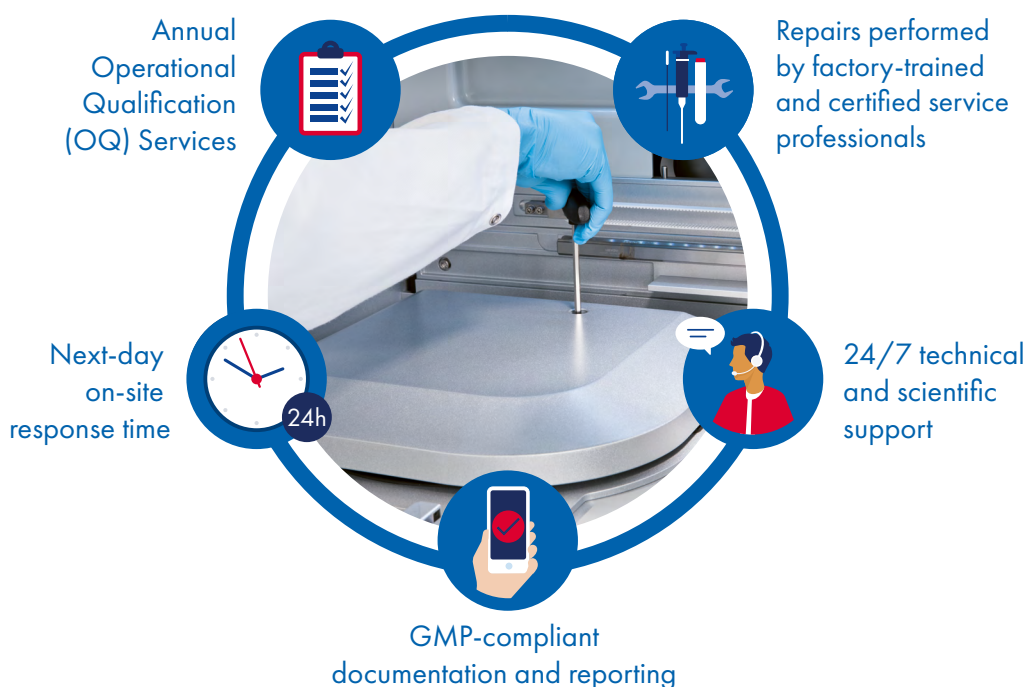 Annual
Operational
Qualification
(OQ) Services
Repairs performed
by factory-trained
and certified service
professionals
Next-day
on-site
response time
24h
24/7 technical
and scientific
support
GMP-compliant
documentation and reporting